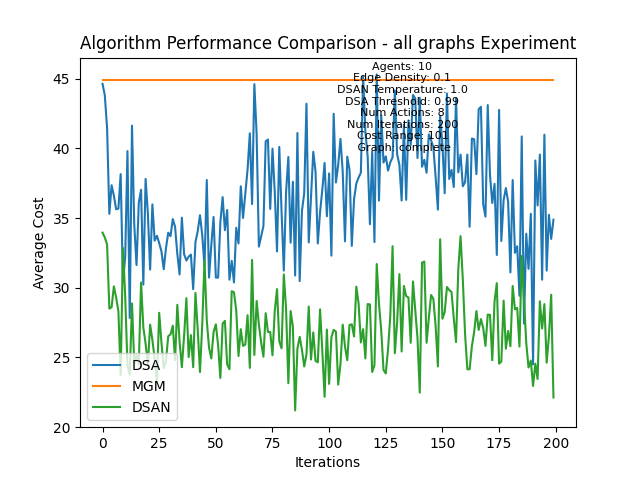 Algorithm Performance Comparison - all graphs Experiment
Agents: 10
Edge Density: 0.1
DSAN Temperature: 1.0
DSA Threshold: 0.99
Num Actions: 8
Num Iterations: 200
Cost Range: 101
Graph: complete
Average Cost
45
40
35
30
25
20
DSA
MGM
DSAN
0
25
50
75
100
125
150
175
200
Iterations